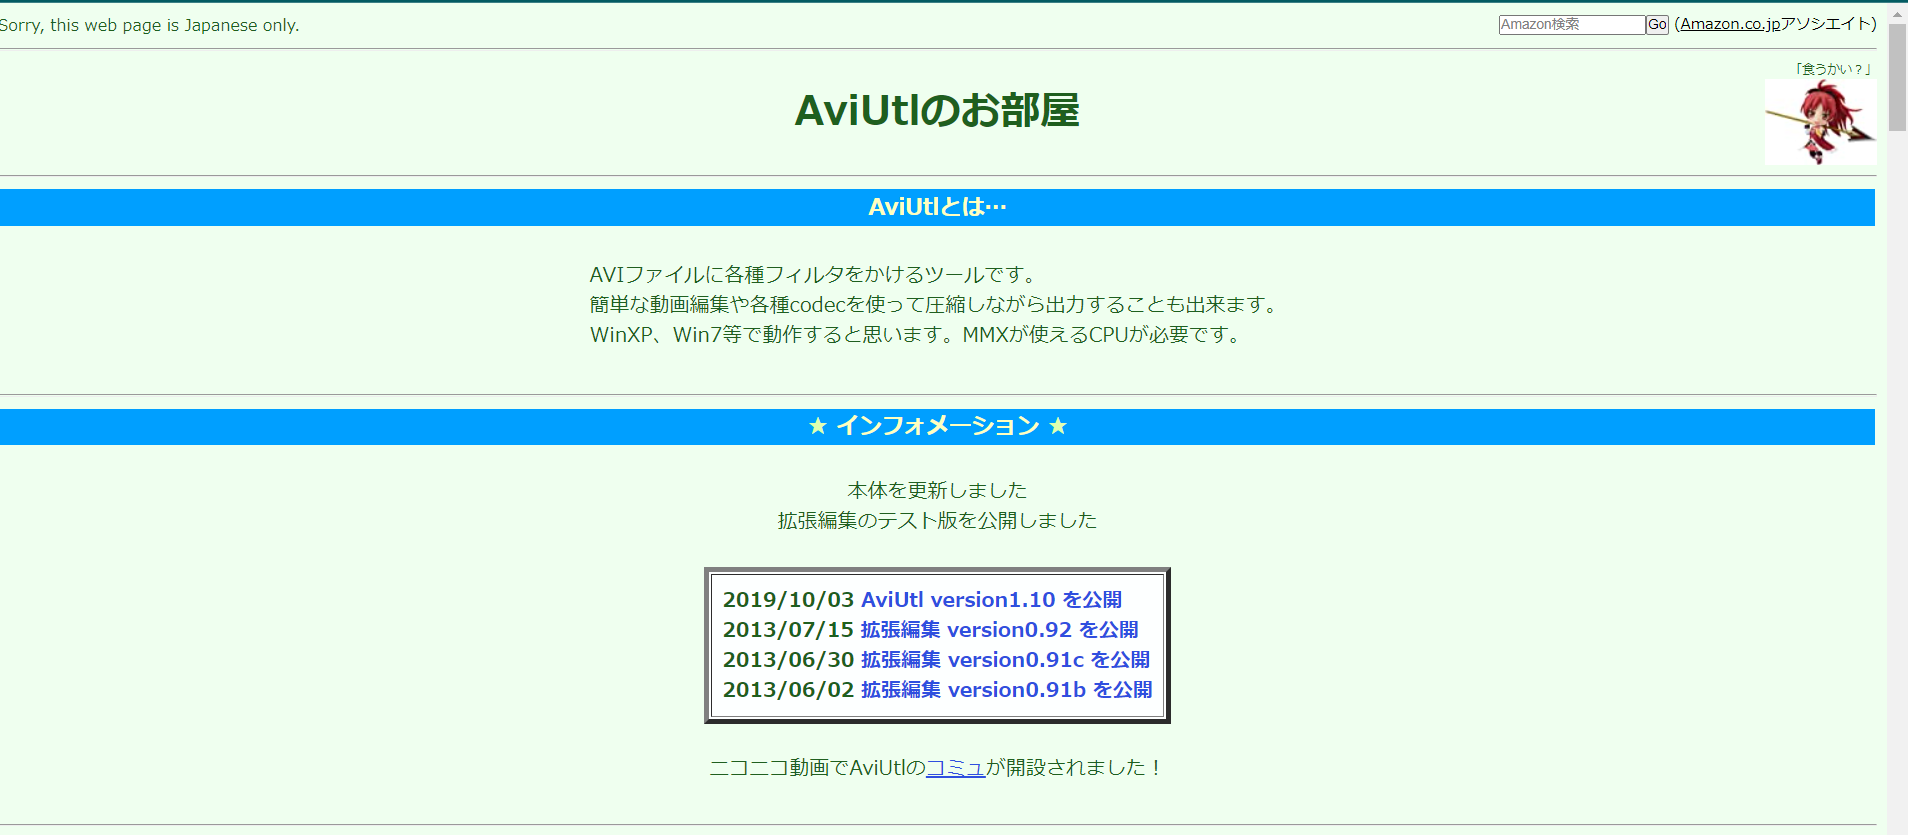 Sorry, this web page is Japanese only.
Amazon検索 Go (Amazon.co.jpアソシエイト)
「食うかい？」
AviUtlのお部屋
AviUtlとは…
AVIファイルに各種フィルタをかけるツールです。
簡単な動画編集や各種codecを使って圧縮しながら出力することも出来ます。
WinXP、Win7等で動作すると思います。MMXが使えるCPUが必要です。
★ インフォメーション ★
本体を更新しました
拡張編集のテスト版を公開しました
2019/10/03 AviUtl version1.10 を公開
2013/07/15 拡張編集 version0.92 を公開
2013/06/30 拡張編集 version0.91c を公開
2013/06/02 拡張編集 version0.91b を公開
ニコニコ動画でAviUtlのコミュが開設されました！